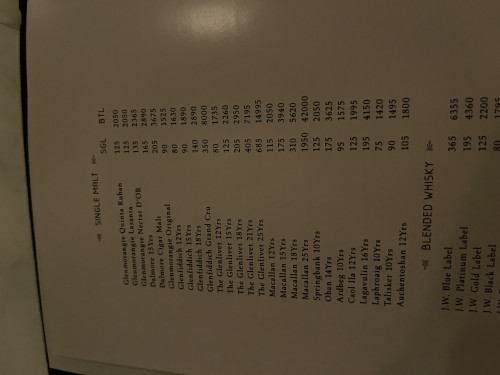 SINGLE MALT
SGL BTL
Glenmorangie Quinta Ruban 125 2050
Glenmorangie Lasanta 125 2050
Glenmorangie Nectar D'OR 135 2365
Dalmore 15Yrs 165 2890
Dalmore Cigar Malt 205 3675
Glenmorangie Original 90 1525
Glenfiddich 12Yrs 80 1630
Glenfiddich 15Yrs 90 1890
Glenfiddich 18Yrs 140 2890
Glenfiddich Grand Cru 350 8000
The Glenlivet 12Yrs 80 1735
The Glenlivet 15Yrs 125 2260
The Glenlivet 18Yrs 205 2950
The Glenlivet 21Yrs 405 7195
The Glenlivet 25Yrs 685 14995
Macallan 12Yrs 115 2050
Macallan 15Yrs 175 3940
Macallan 18Yrs 310 5620
Macallan 25Yrs 1950 42000
Springbank 10Yrs 125 2050
Oban 14Yrs 175 3625
Ardbeg 10Yrs 95 1575
Caol Ila 12Yrs 125 1995
Lagavulin 16Yrs 195 4150
Laphroaig 10Yrs 75 1420
Talisker 10Yrs 90 1495
Auchentoshan 12Yrs 105 1800
BLENDED WHISKY
J.W. Blue Label 365 6355
J.W. Platinum Label 195 4360
J.W. Gold Label 125 2200
J.W. Black Label 80 1795